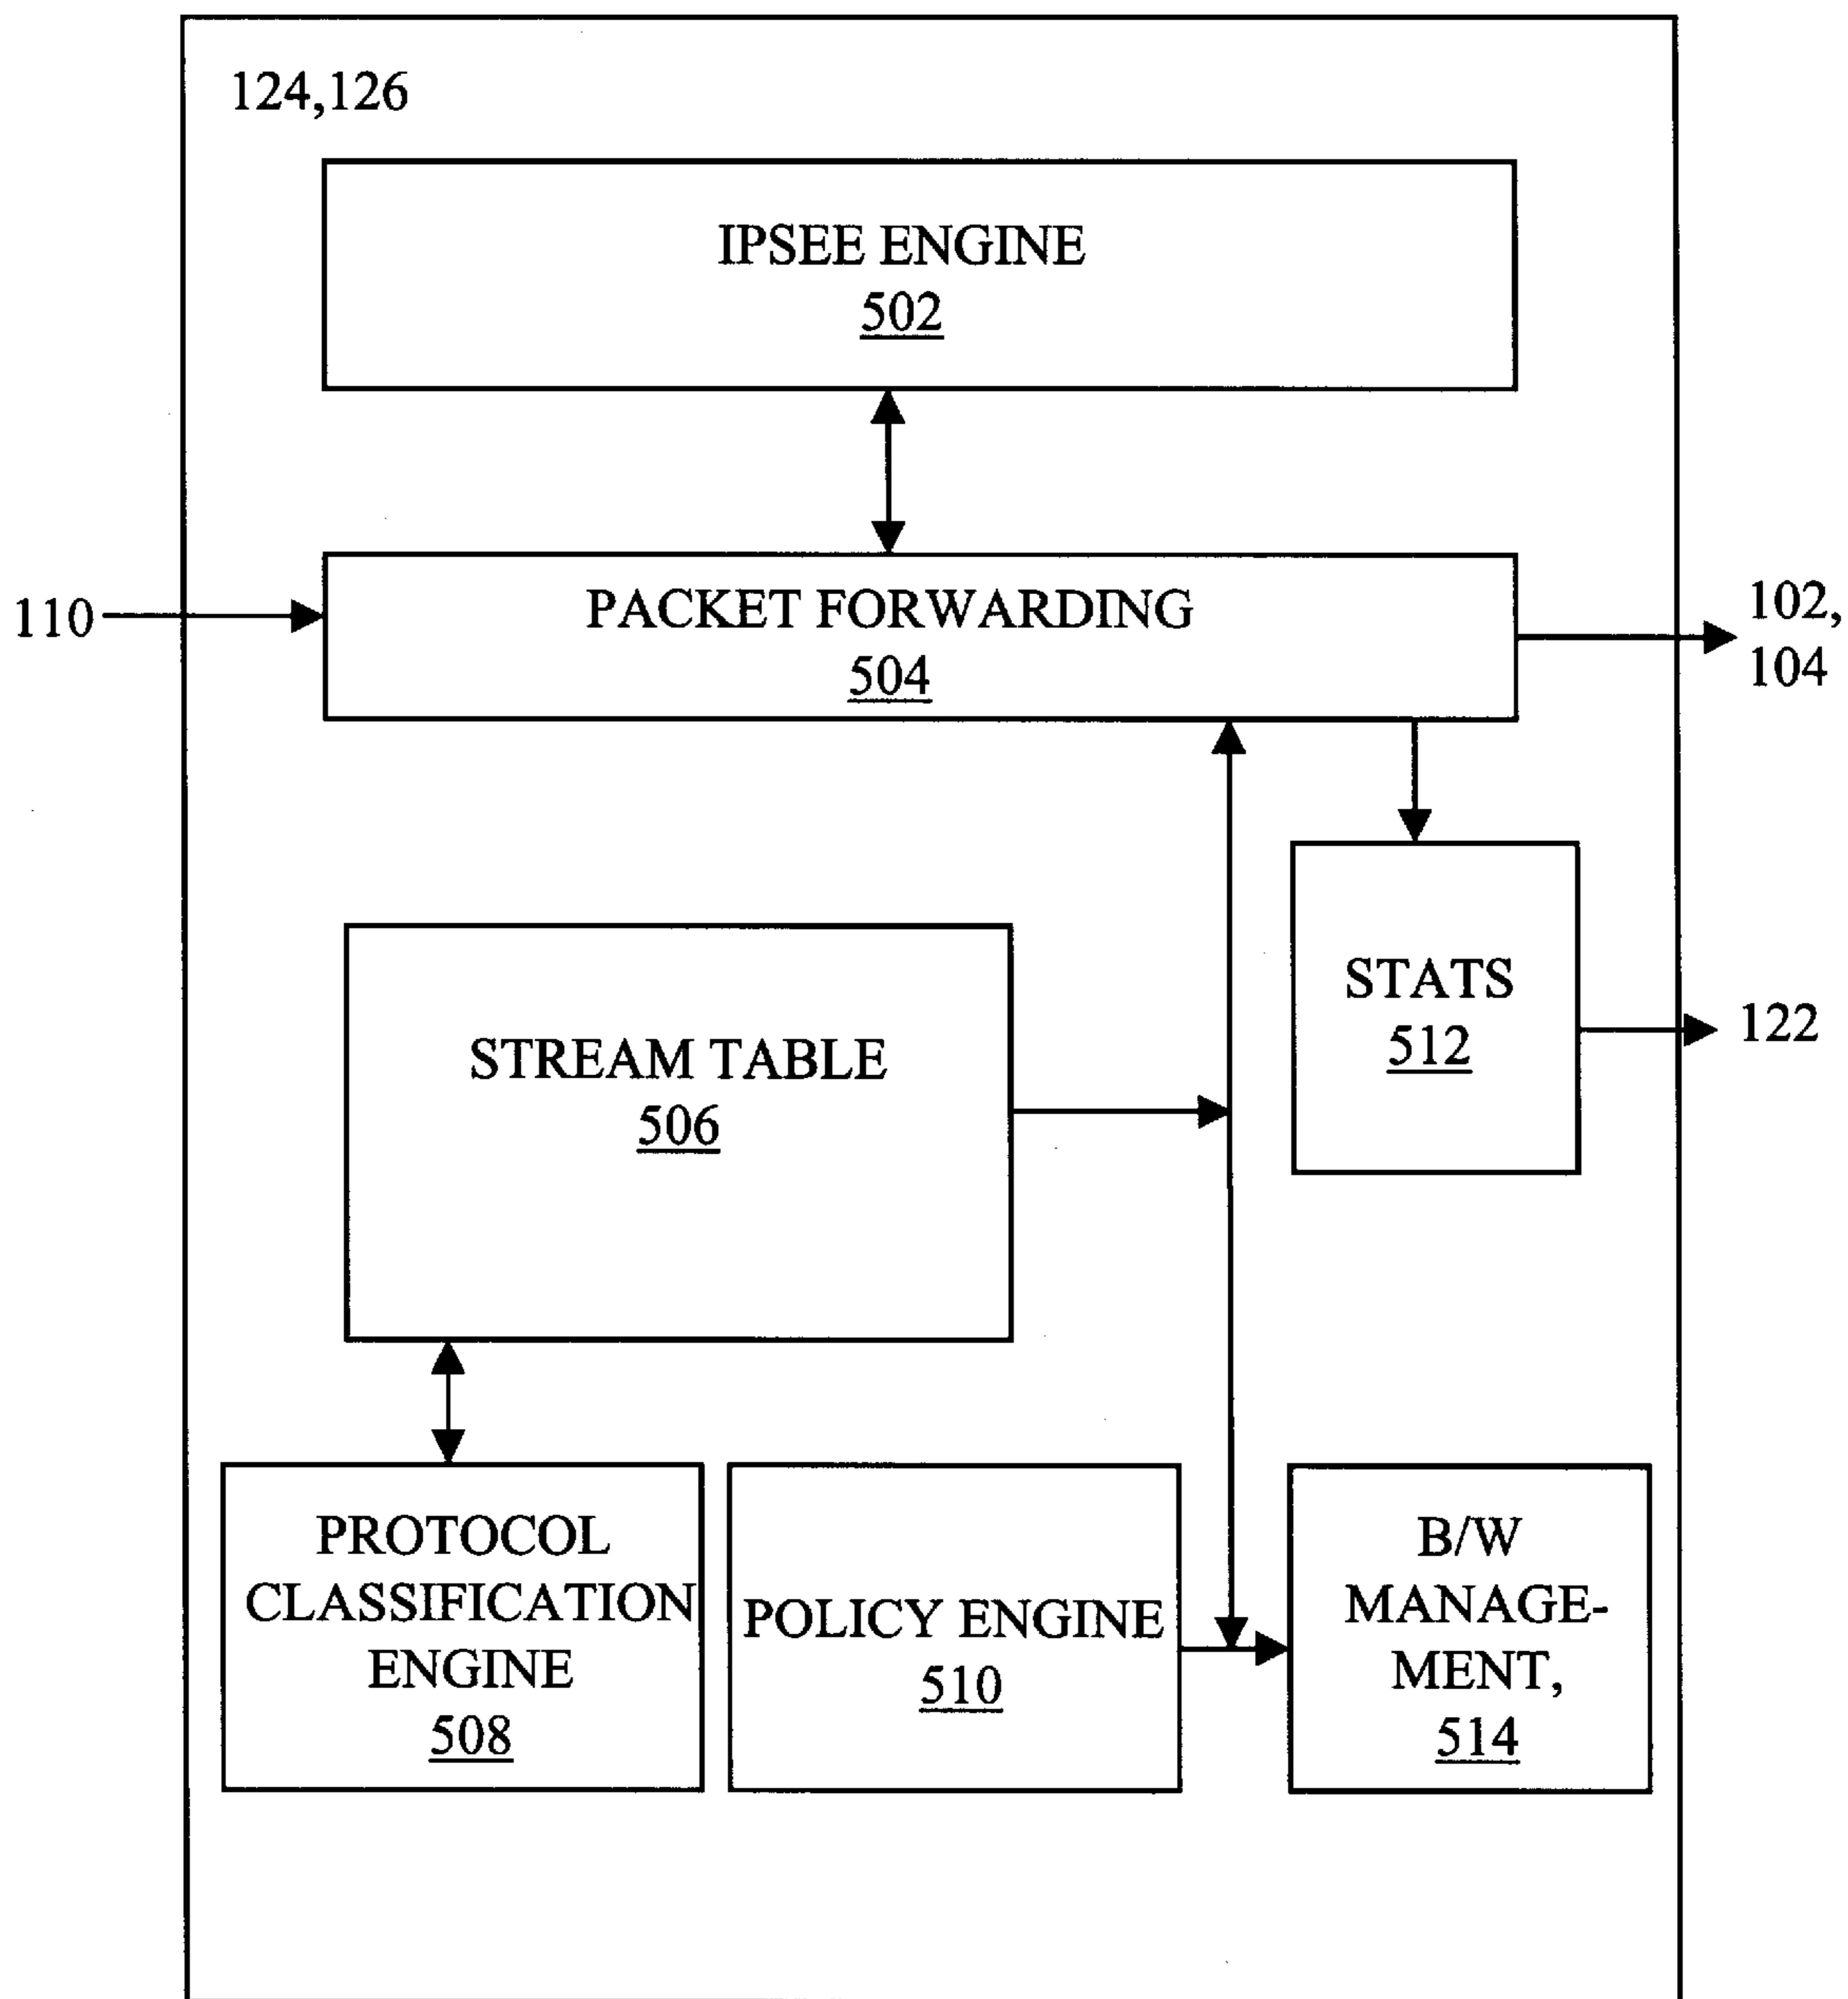 124,126
IPSEE ENGINE
502
110
PACKET FORWARDING
504
102,
104
STATS
512
122
STREAM TABLE
506
PROTOCOL
CLASSIFICATION
ENGINE
508
POLICY ENGINE
510
B/W
MANAGE-
MENT,
514